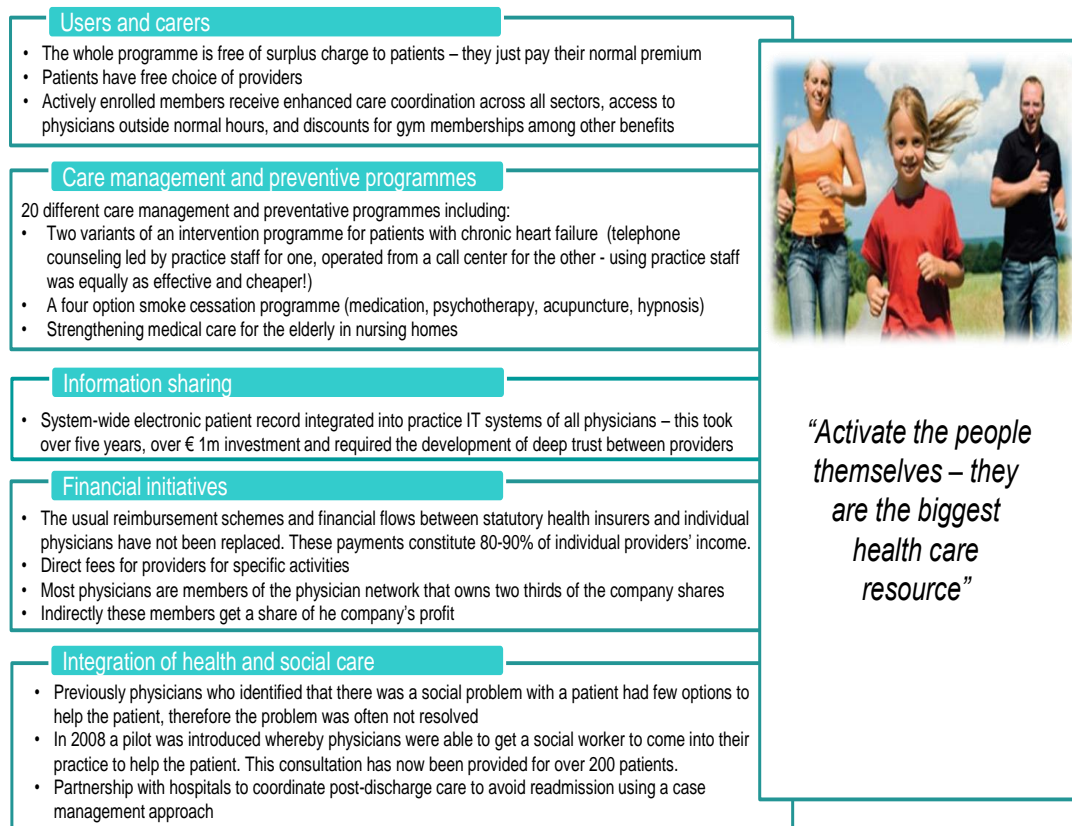 Users and carers
• The whole programme is free of surplus charge to patients – they just pay their normal premium
• Patients have free choice of providers
• Actively enrolled members receive enhanced care coordination across all sectors, access to
physicians outside normal hours, and discounts for gym memberships among other benefits
Care management and preventive programmes
20 different care management and preventative programmes including:
• Two variants of an intervention programme for patients with chronic heart failure (telephone
counseling led by practice staff for one, operated from a call center for the other - using practice staff
was equally as effective and cheaper!)
• A four option smoke cessation programme (medication, psychotherapy, acupuncture, hypnosis)
• Strengthening medical care for the elderly in nursing homes
Information sharing
• System-wide electronic patient record integrated into practice IT systems of all physicians – this took
over five years, over € 1m investment and required the development of deep trust between providers
Financial initiatives
• The usual reimbursement schemes and financial flows between statutory health insurers and individual
physicians have not been replaced. These payments constitute 80-90% of individual providers' income.
• Direct fees for providers for specific activities
• Most physicians are members of the physician network that owns two thirds of the company shares
• Indirectly these members get a share of he company's profit
Integration of health and social care
• Previously physicians who identified that there was a social problem with a patient had few options to
help the patient, therefore the problem was often not resolved
• In 2008 a pilot was introduced whereby physicians were able to get a social worker to come into their
practice to help the patient. This consultation has now been provided for over 200 patients.
• Partnership with hospitals to coordinate post-discharge care to avoid readmission using a case
management approach
“Activate the people
themselves – they
are the biggest
health care
resource”